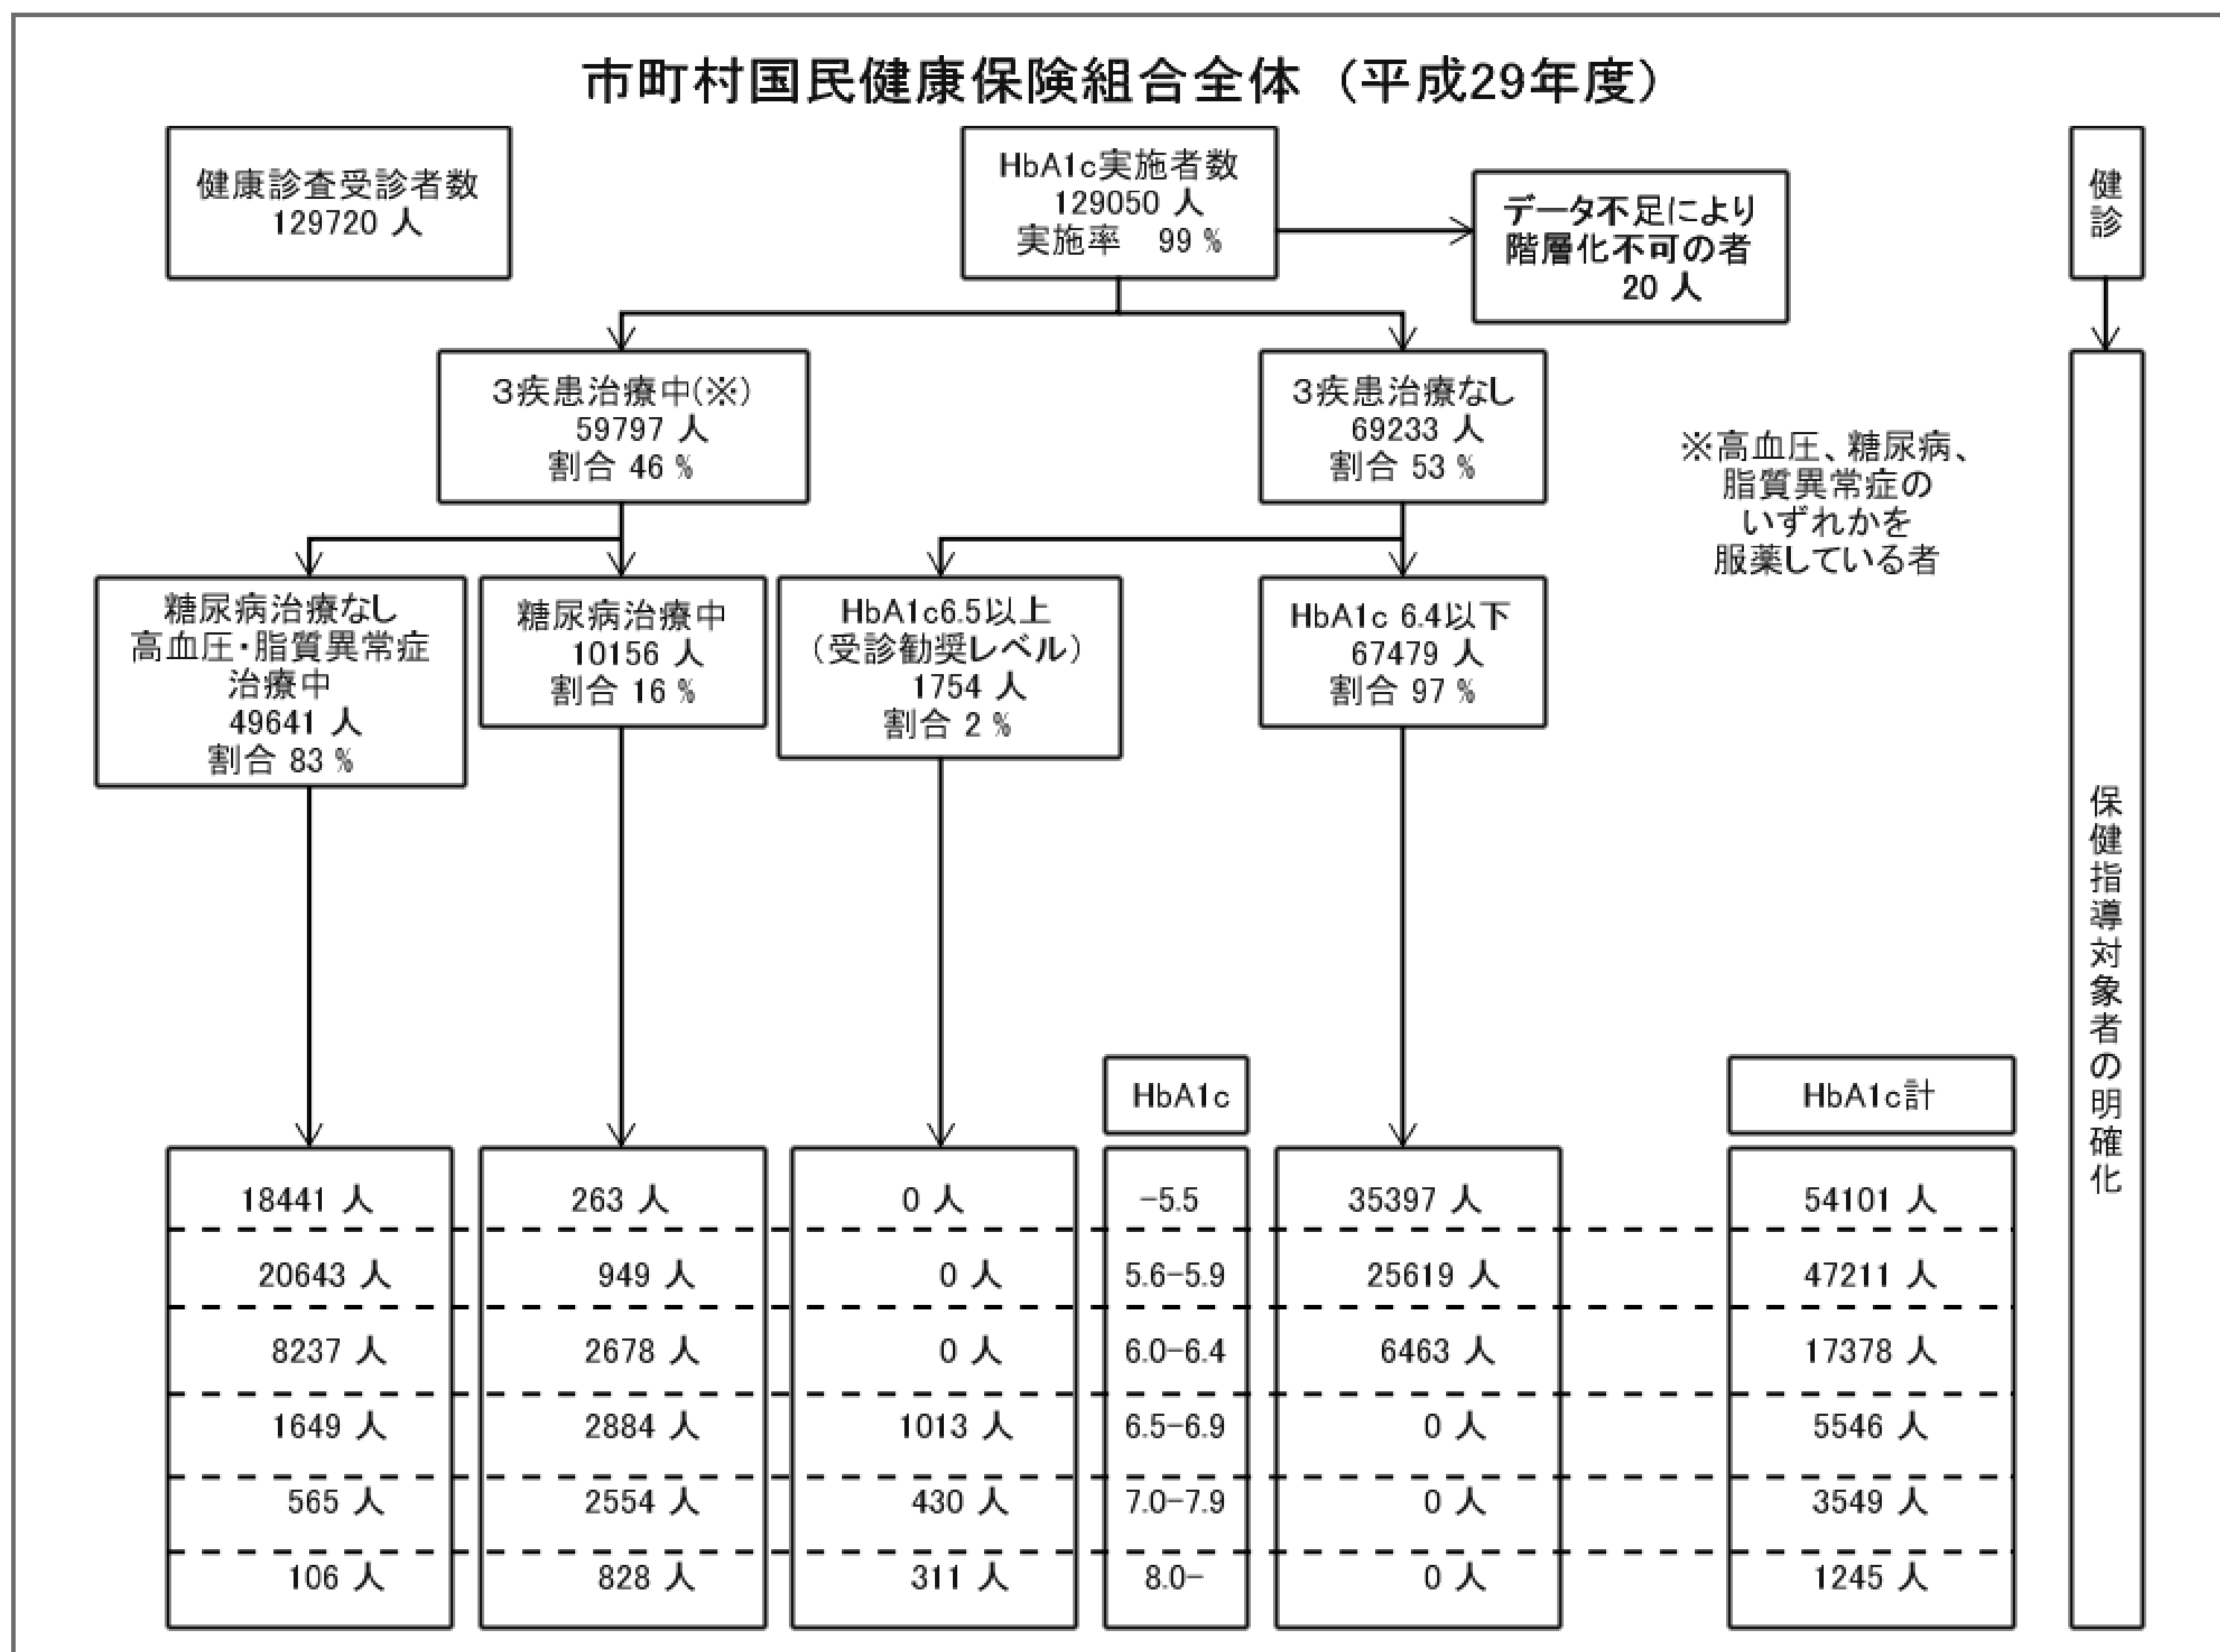 市町村国民健康保険組合全体（平成29年度）
健康診査受診者数
129720 人
HbA1c実施者数
129050 人
実施率 99 %
データ不足により
階層化不可の者
20 人
健診
３疾患治療中(※)
59797 人
割合 46 %
３疾患治療なし
69233 人
割合 53 %
※高血圧、糖尿病、
脂質異常症の
いずれかを
服薬している者
糖尿病治療なし
高血圧・脂質異常症
治療中
49641 人
割合 83 %
糖尿病治療中
10156 人
割合 16 %
HbA1c6.5以上
（受診勧奨レベル）
1754 人
割合 2 %
HbA1c 6.4以下
67479 人
割合 97 %
保健指導対象者の明確化
HbA1c
HbA1c計
18441 人 263 人 0 人 -5.5 35397 人 54101 人
20643 人 949 人 0 人 5.6-5.9 25619 人 47211 人
8237 人 2678 人 0 人 6.0-6.4 6463 人 17378 人
1649 人 2884 人 1013 人 6.5-6.9 0 人 5546 人
565 人 2554 人 430 人 7.0-7.9 0 人 3549 人
106 人 828 人 311 人 8.0- 0 人 1245 人